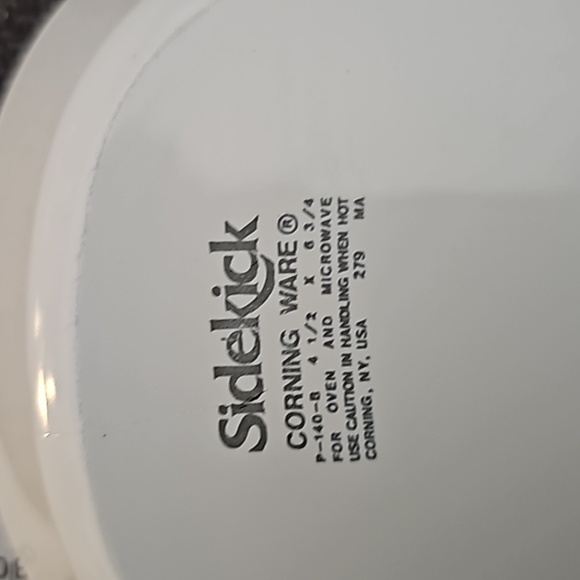 Sidekick
CORNING WARE®
P-140-B 4 1/2 X 6 3/4
FOR OVEN AND MICROWAVE
USE CAUTION IN HANDLING WHEN HOT
CORNING, NY, USA 279 MA